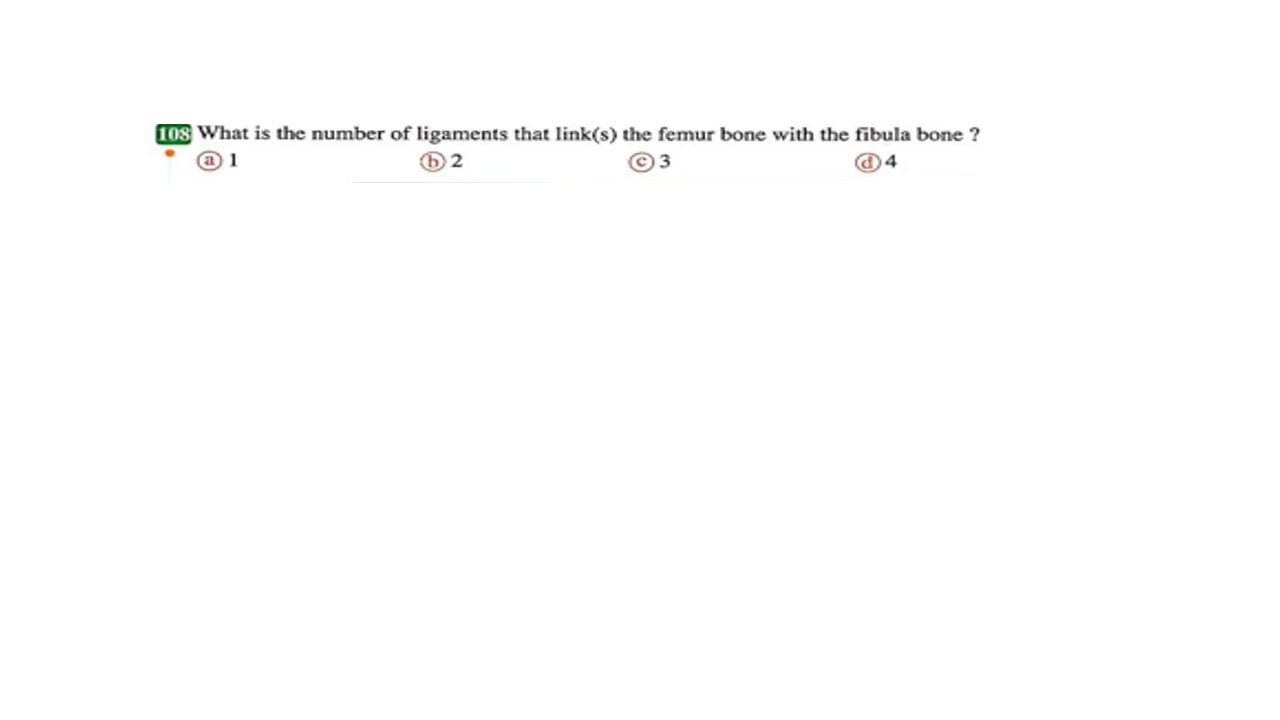 108 What is the number of ligaments that link(s) the femur bone with the fibula bone ?
ⓐ 1 ⓑ 2 ⓒ 3 ⓓ 4